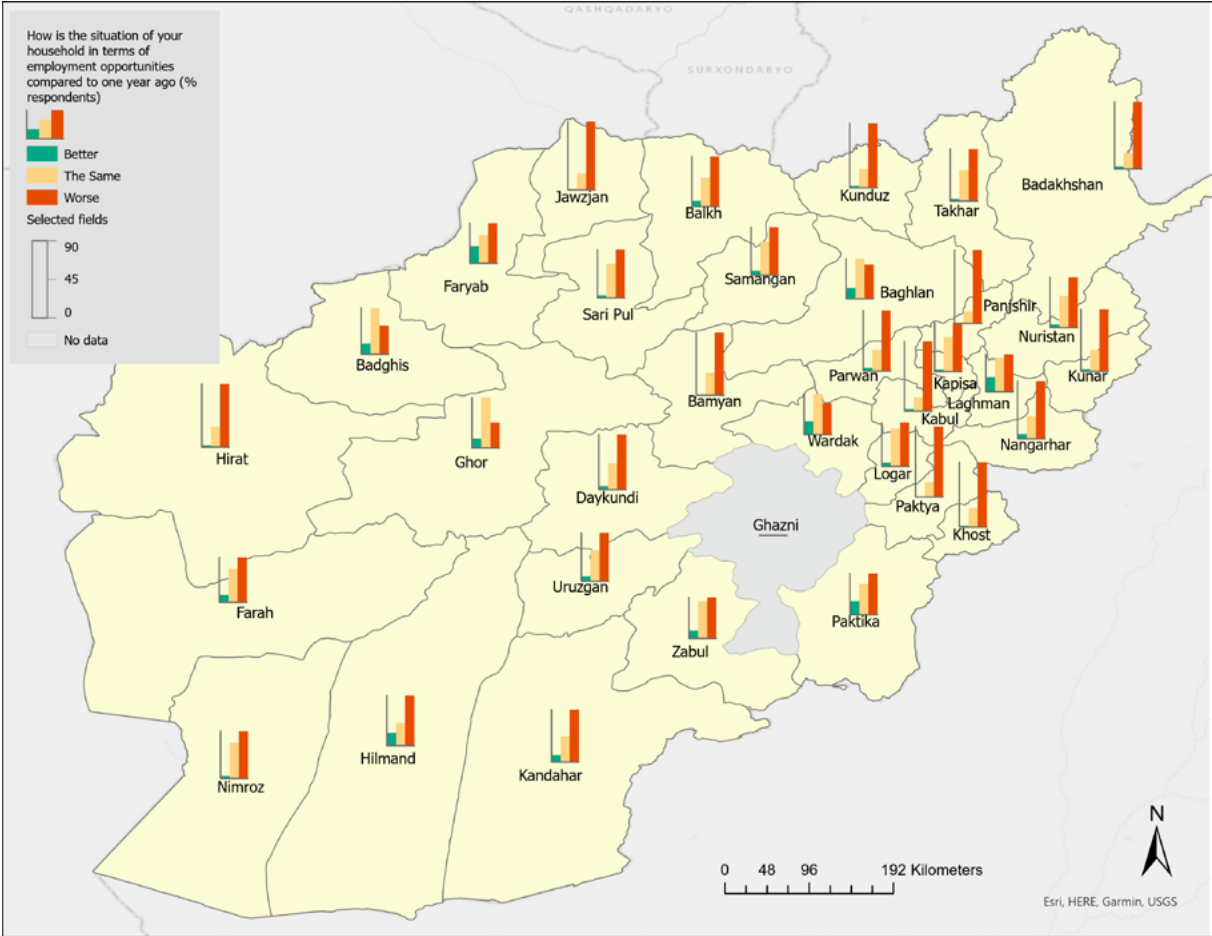 QASHQADARYO
SURXONDARYO
How is the situation of your
household in terms of
employment opportunities
compared to one year ago (%
respondents)
Better
The Same
Worse
Selected fields
90
45
0
No data
Jawzjan
Balkh
Kunduz
Takhar
Badakhshan
Faryab
Sari Pul
Samangan
Baghlan
Panjshir
Nuristan
Badghis
Bamyan
Parwan
Kapisa
Kunar
Laghman
Kabul
Hirat
Ghor
Wardak
Nangarhar
Logar
Daykundi
Paktya
Ghazni
Khost
Uruzgan
Farah
Paktika
Zabul
Hilmand
Kandahar
Nimroz
N
0 48 96 192 Kilometers
Esri, HERE, Garmin, USGS